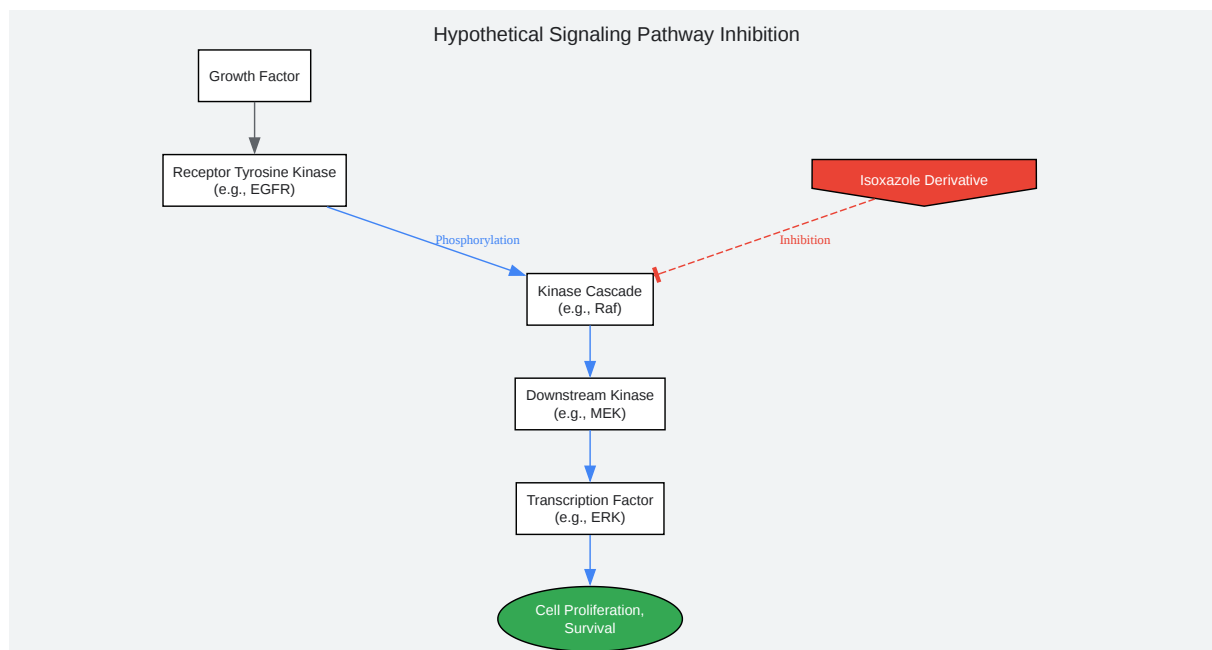 Hypothetical Signaling Pathway Inhibition
Growth Factor
Receptor Tyrosine Kinase
(e.g., EGFR)
Isoxazole Derivative
Phosphorylation
Inhibition
Kinase Cascade
(e.g., Raf)
Downstream Kinase
(e.g., MEK)
Transcription Factor
(e.g., ERK)
Cell Proliferation,
Survival